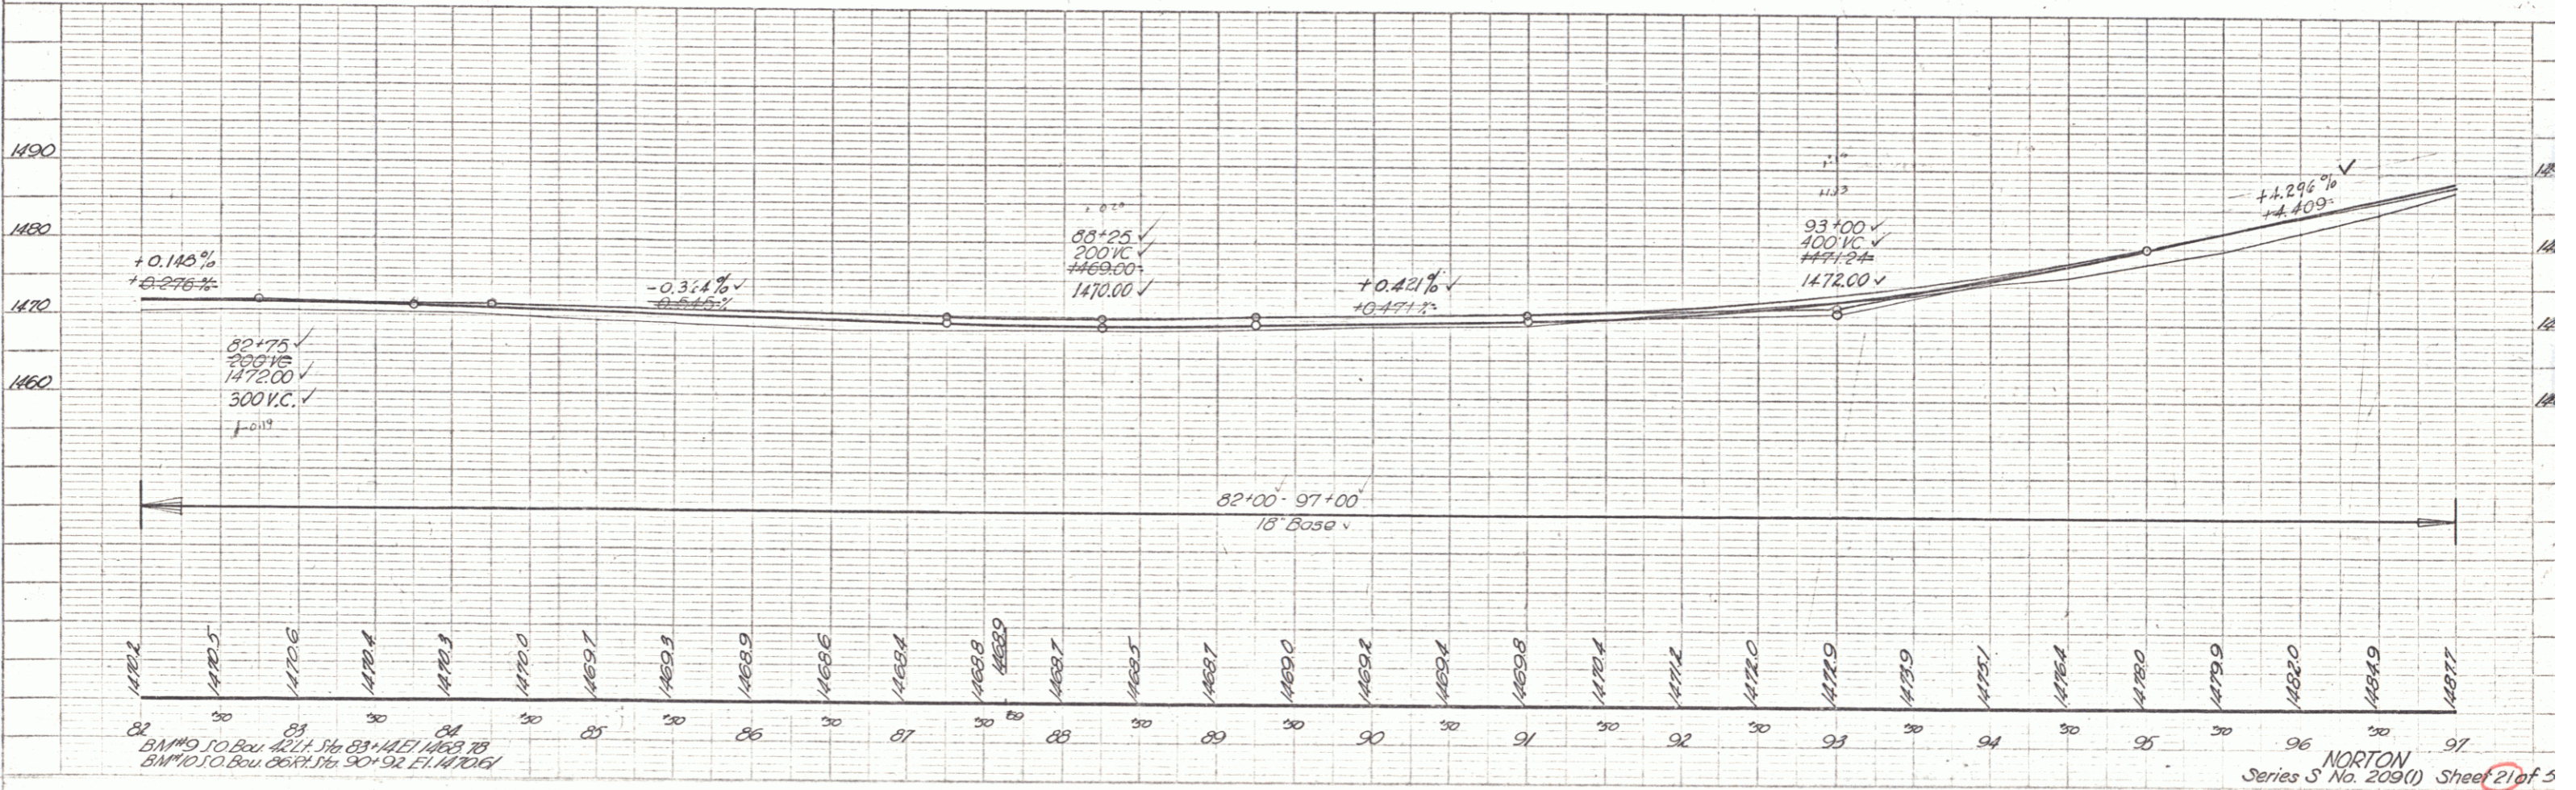 1490
1480
1470
1460
+0.148%
+0.276%
82+75 ✓
200 VC
1472.00 ✓
300 V.C. ✓
-0.19
-0.364% ✓
-0.545%
88+25 ✓
200 VC ✓
1469.00
1470.00 ✓
+0.421% ✓
+0.471%
93+00 ✓
400 VC ✓
1471.24
1472.00 ✓
+4.296% ✓
+4.409
82+00 - 97+00
18" Base ✓
1470.2 1470.5 1470.6 1470.4 1470.3 1470.0 1469.7 1469.3 1468.9 1468.6 1468.4 1468.8 1468.9 1468.7 1468.5 1468.7 1469.0 1469.2 1469.4 1469.8 1470.4 1471.2 1472.0 1472.9 1473.9 1475.1 1476.4 1478.0 1479.9 1482.0 1484.9 1487.7
82 +50 83 +50 84 +50 85 +50 86 +50 87 +50 88 +50 89 +50 90 +50 91 +50 92 +50 93 +50 94 +50 95 +50 96 +50 97
BM#9 S.O. Bou. 42 Lt. Sta 83+14 El. 1468.78
BM#10 S.O. Bou. 86 Rt Sta. 90+92 El. 1470.61
NORTON
Series S No. 209(1) Sheet 21 of